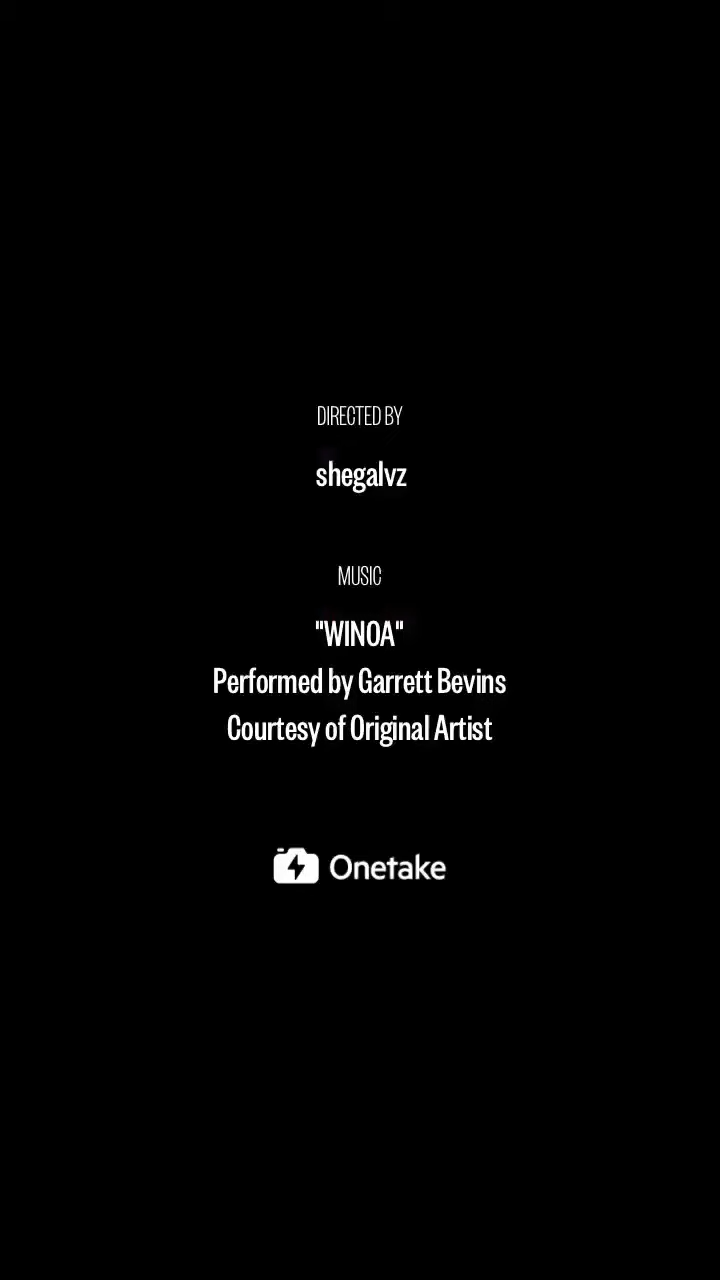 DIRECTED BY
shegalvz
MUSIC
"WINOA"
Performed by Garrett Bevins
Courtesy of Original Artist
Onetake